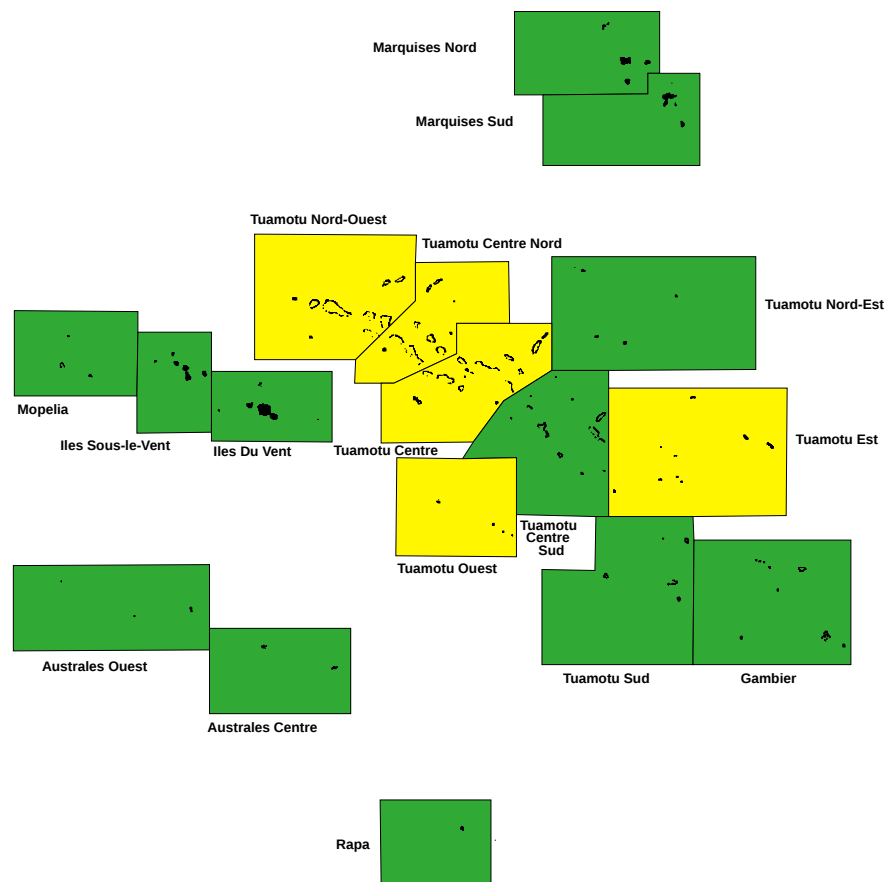 Marquises Nord
Marquises Sud
Tuamotu Nord-Ouest
Tuamotu Centre Nord
Tuamotu Nord-Est
Mopelia
Iles Sous-le-Vent
Iles Du Vent
Tuamotu Centre
Tuamotu Est
Tuamotu
Centre
Sud
Tuamotu Ouest
Australes Ouest
Tuamotu Sud
Gambier
Australes Centre
Rapa